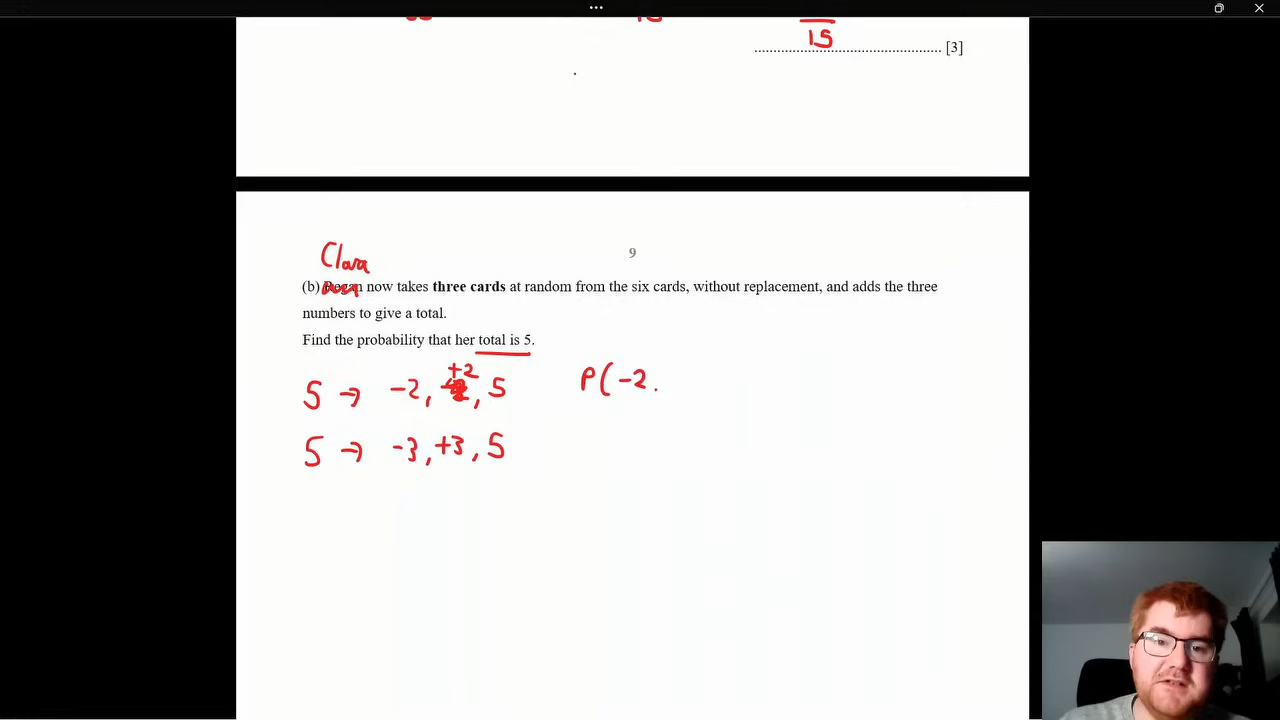 15
[3]
9
Clara
(b) Regan now takes three cards at random from the six cards, without replacement, and adds the three
numbers to give a total.
Find the probability that her total is 5.
5 → -2, +2, 5
P( -2
5 → -3, +3, 5